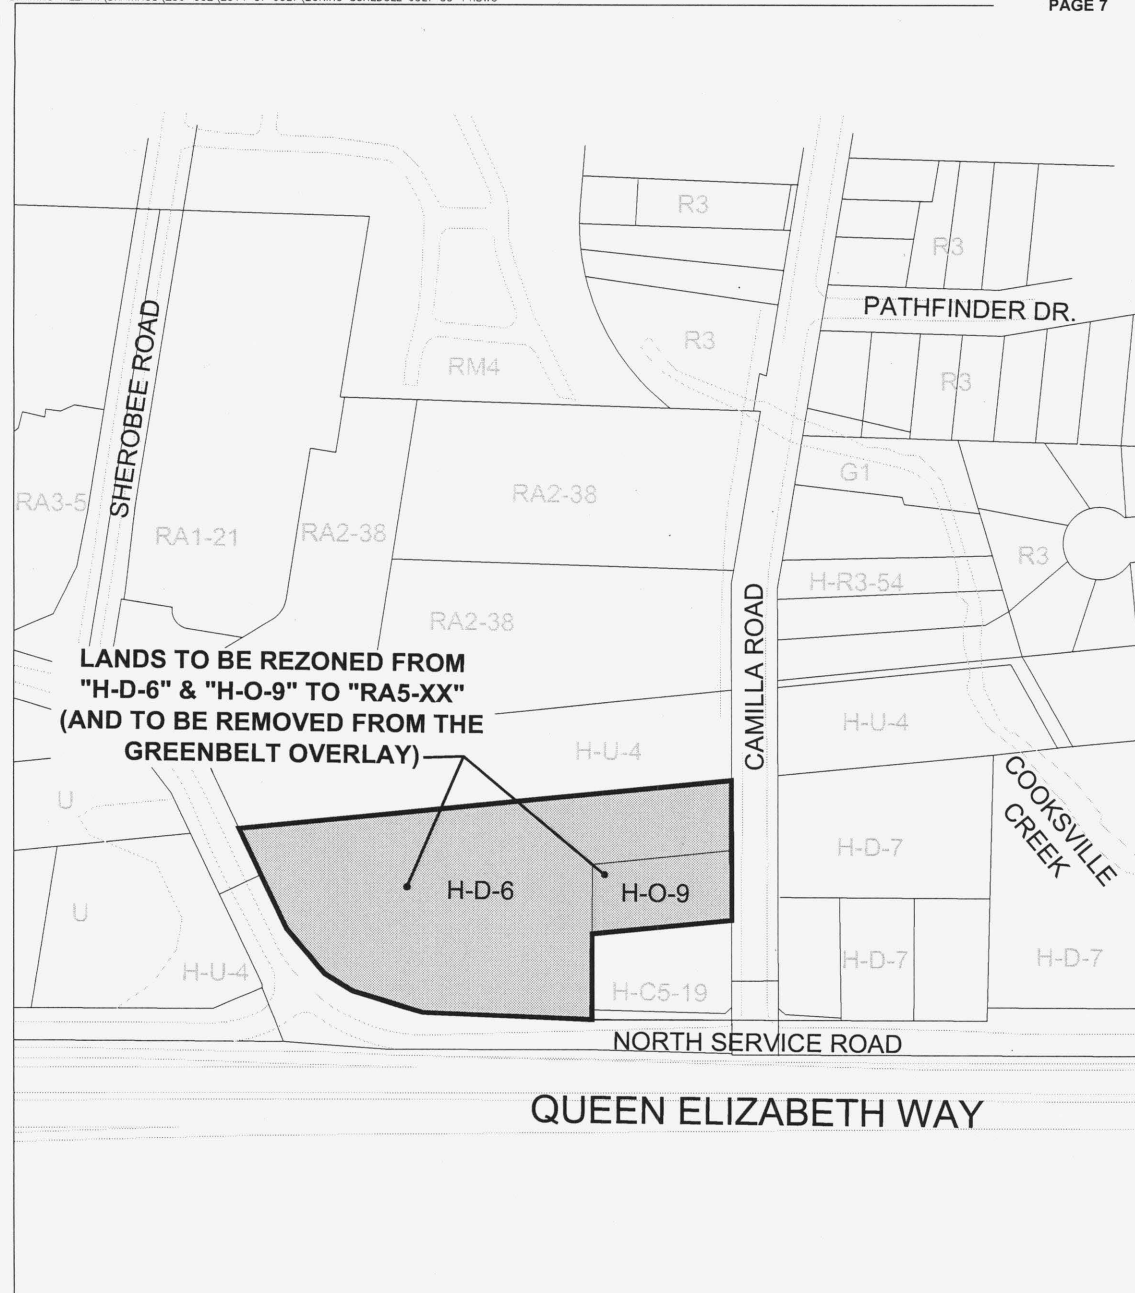 PAGE 7
R3
R3
PATHFINDER DR.
R3
RM4
R3
SHEROBEE ROAD
G1
RA3-5
RA2-38
RA1-21
RA2-38
R3
H-R3-54
RA2-38
CAMILLA ROAD
LANDS TO BE REZONED FROM
"H-D-6" & "H-O-9" TO "RA5-XX"
(AND TO BE REMOVED FROM THE
GREENBELT OVERLAY)
H-U-4
H-U-4
COOKSVILLE
CREEK
U
H-D-7
H-D-6
H-O-9
U
H-U-4
H-D-7
H-D-7
H-C5-19
NORTH SERVICE ROAD
QUEEN ELIZABETH WAY